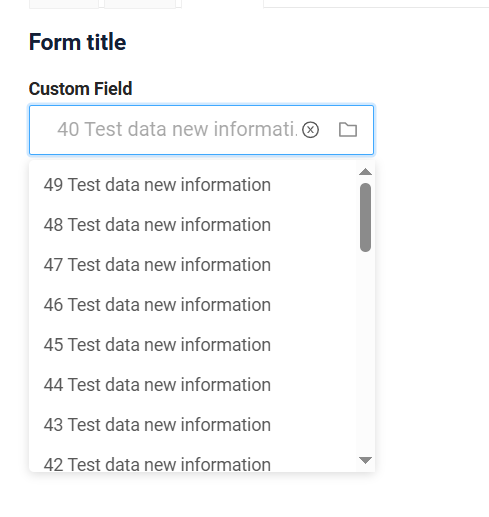 Form title
Custom Field
40 Test data new informati.
49 Test data new information
48 Test data new information
47 Test data new information
46 Test data new information
45 Test data new information
44 Test data new information
43 Test data new information
42 Test data new information